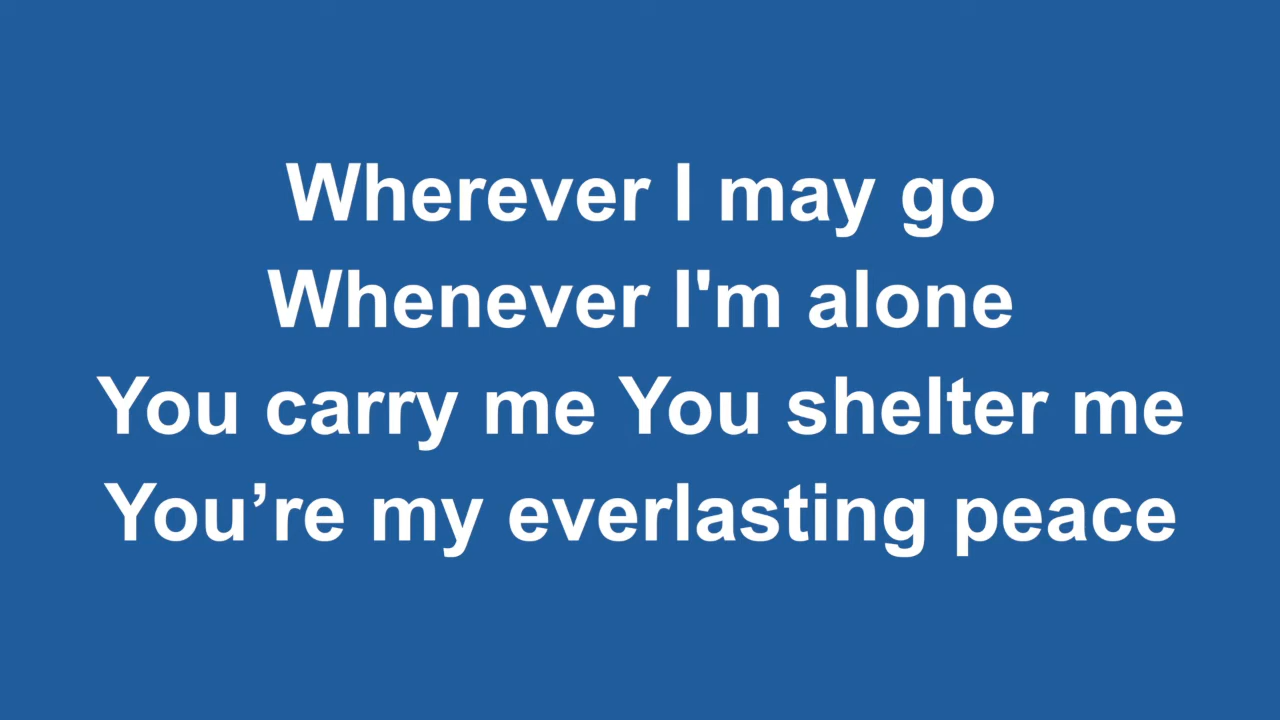 Wherever I may go
Whenever I'm alone
You carry me You shelter me
You’re my everlasting peace